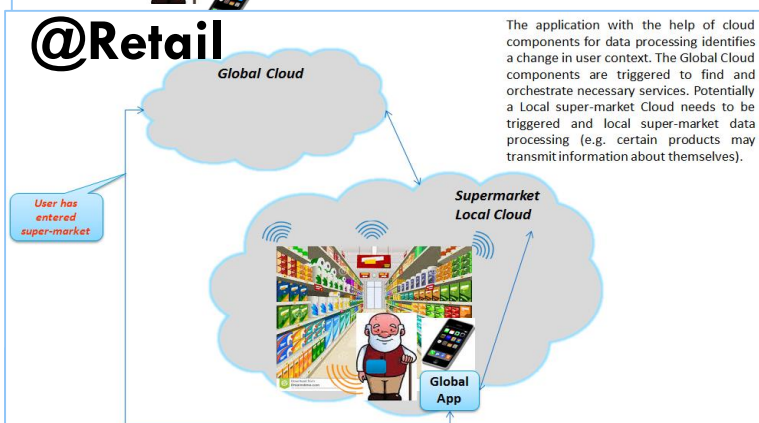 @Retail
The application with the help of cloud
components for data processing identifies
a change in user context. The Global Cloud
components are triggered to find and
orchestrate necessary services. Potentially
a Local super-market Cloud needs to be
triggered and local super-market data
processing (e.g. certain products may
transmit information about themselves).
Global Cloud
User has
entered
super-market
Supermarket
Local Cloud
Global
App